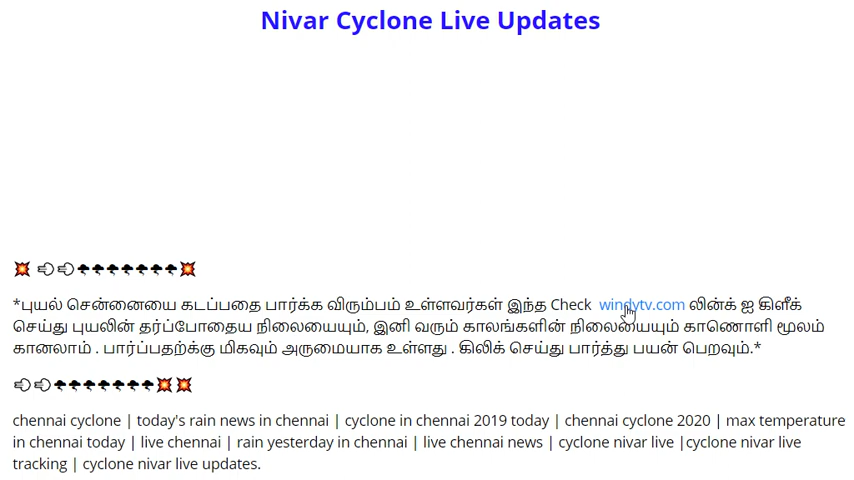 Nivar Cyclone Live Updates
*புயல் சென்னையை கடப்பதை பார்க்க விரும்பம் உள்ளவர்கள் இந்த Check windytv.com லின்க் ஐ கிளீக்
செய்து புயலின் தர்ப்போதைய நிலையையும், இனி வரும் காலங்களின் நிலையையும் காணொளி மூலம்
கானலாம் . பார்ப்பதற்க்கு மிகவும் அருமையாக உள்ளது . கிலிக் செய்து பார்த்து பயன் பெறவும்.*
chennai cyclone | today's rain news in chennai | cyclone in chennai 2019 today | chennai cyclone 2020 | max temperature
in chennai today | live chennai | rain yesterday in chennai | live chennai news | cyclone nivar live |cyclone nivar live
tracking | cyclone nivar live updates.